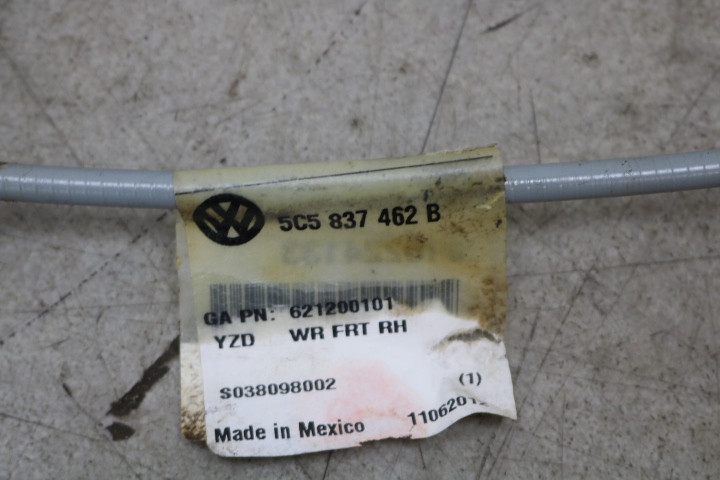 5C5 837 462 B
GA PN: 621200101
YZD WR FRT RH
S038098002 (1)
Made in Mexico